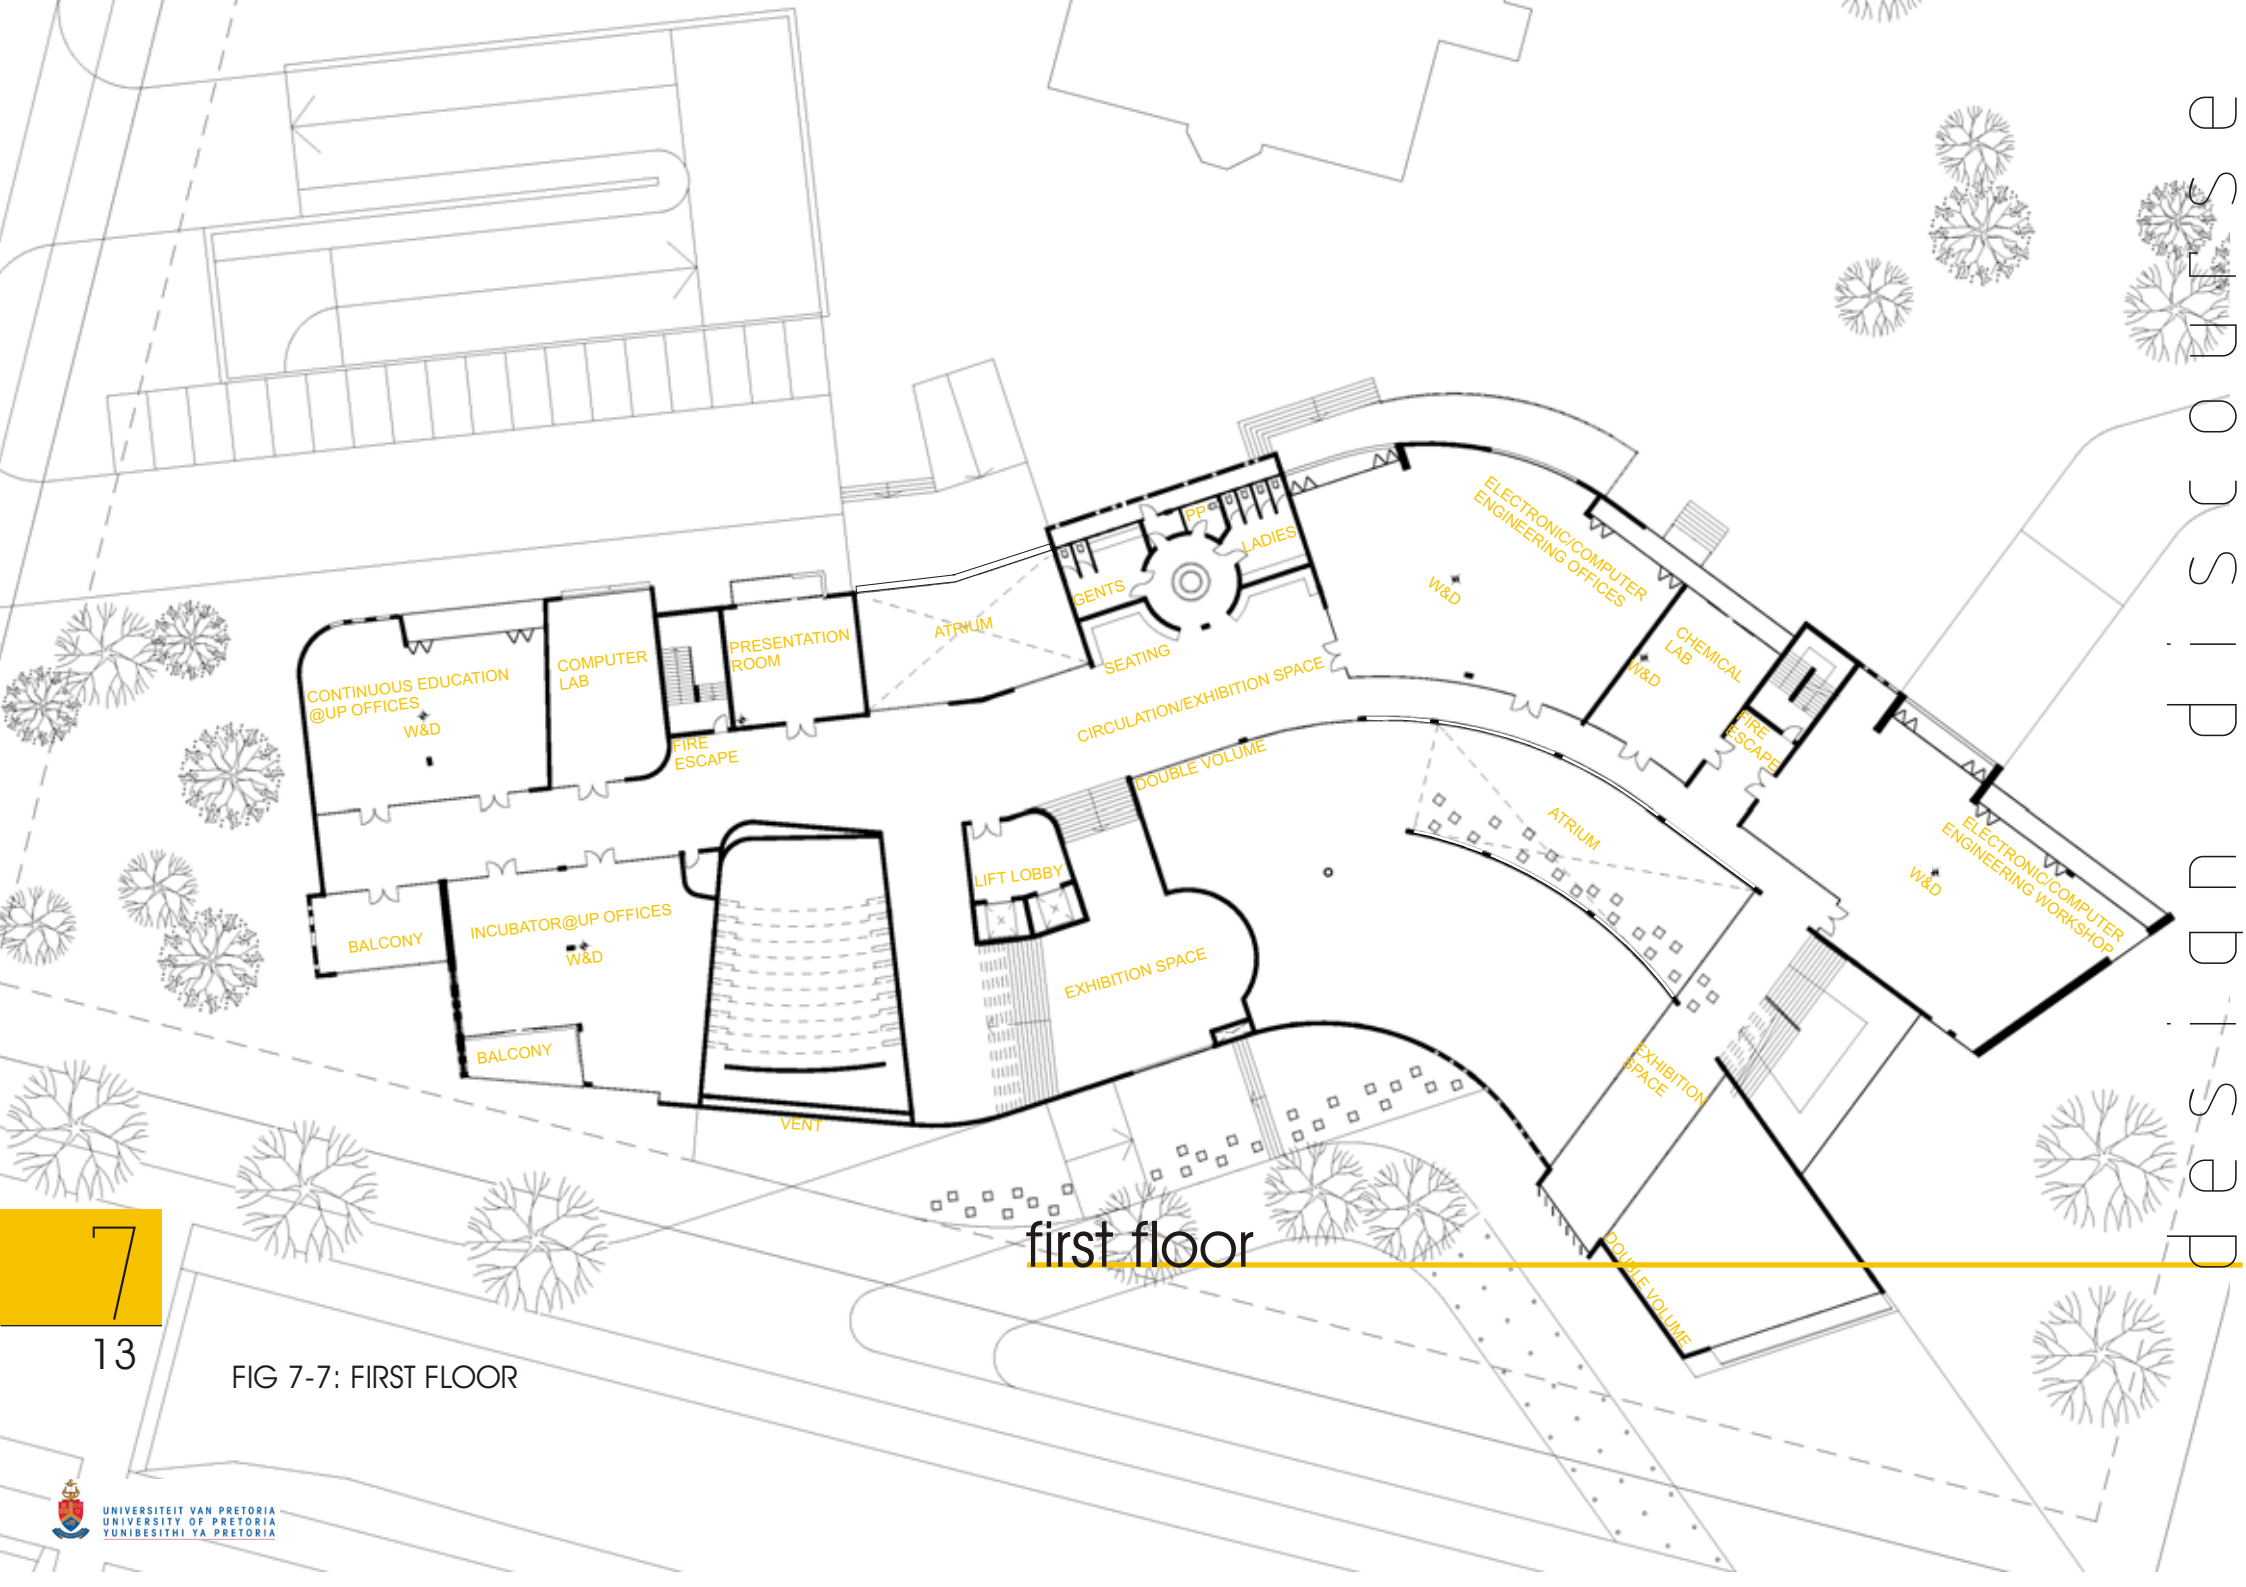 design discourse
ELECTRONIC/COMPUTER
ENGINEERING OFFICES
PP
LADIES
GENTS
W&D
ATRIUM
PRESENTATION
ROOM
COMPUTER
LAB
CONTINUOUS EDUCATION
@UP OFFICES
W&D
SEATING
CIRCULATION/EXHIBITION SPACE
CHEMICAL
LAB
W&D
FIRE
ESCAPE
FIRE
ESCAPE
DOUBLE VOLUME
ATRIUM
ELECTRONIC/COMPUTER
ENGINEERING WORKSHOP
W&D
LIFT LOBBY
INCUBATOR@UP OFFICES
W&D
BALCONY
EXHIBITION SPACE
BALCONY
EXHIBITION
SPACE
VENT
DOUBLE VOLUME
first floor
7
13
FIG 7-7: FIRST FLOOR
UNIVERSITEIT VAN PRETORIA
UNIVERSITY OF PRETORIA
YUNIBESITHI YA PRETORIA